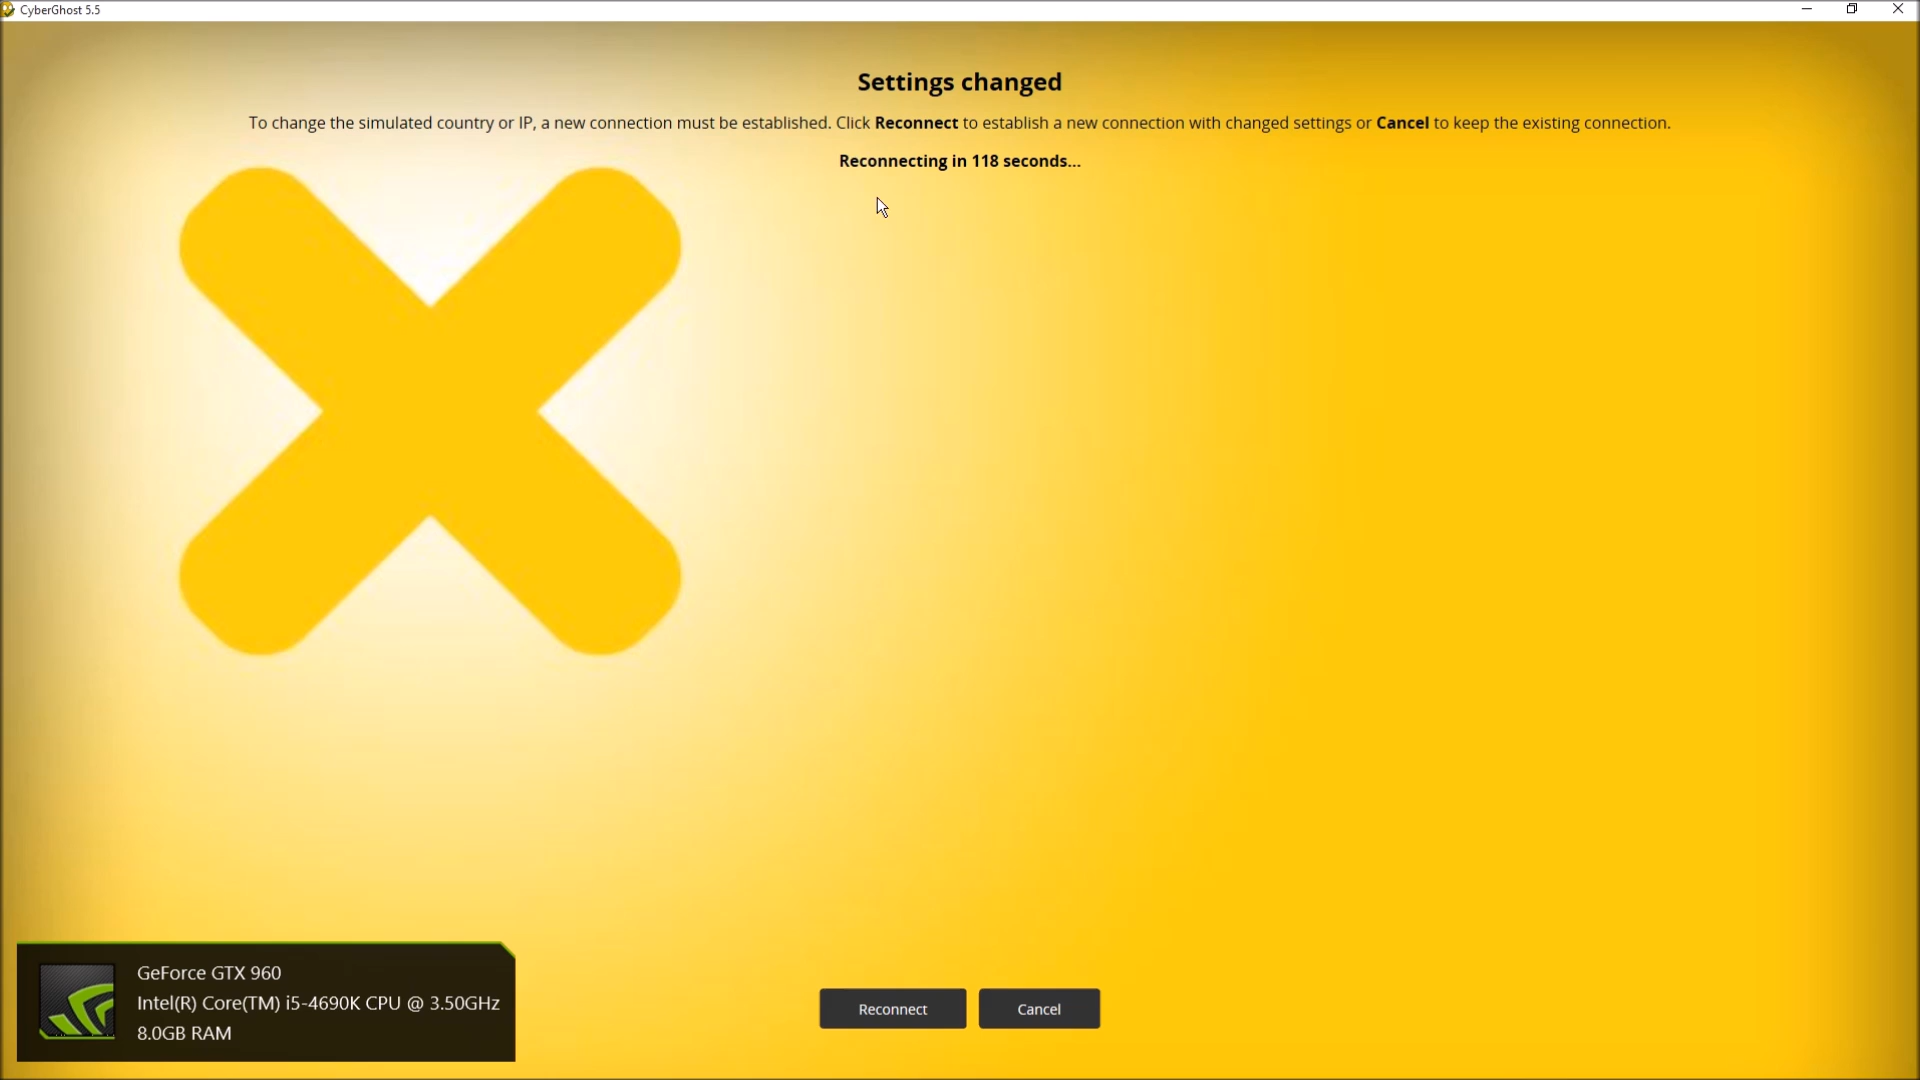 CyberGhost 5.5
Settings changed
To change the simulated country or IP, a new connection must be established. Click Reconnect to establish a new connection with changed settings or Cancel to keep the existing connection.
Reconnecting in 118 seconds...
GeForce GTX 960
Intel(R) Core(TM) i5-4690K CPU @ 3.50GHz
8.0GB RAM
Reconnect
Cancel